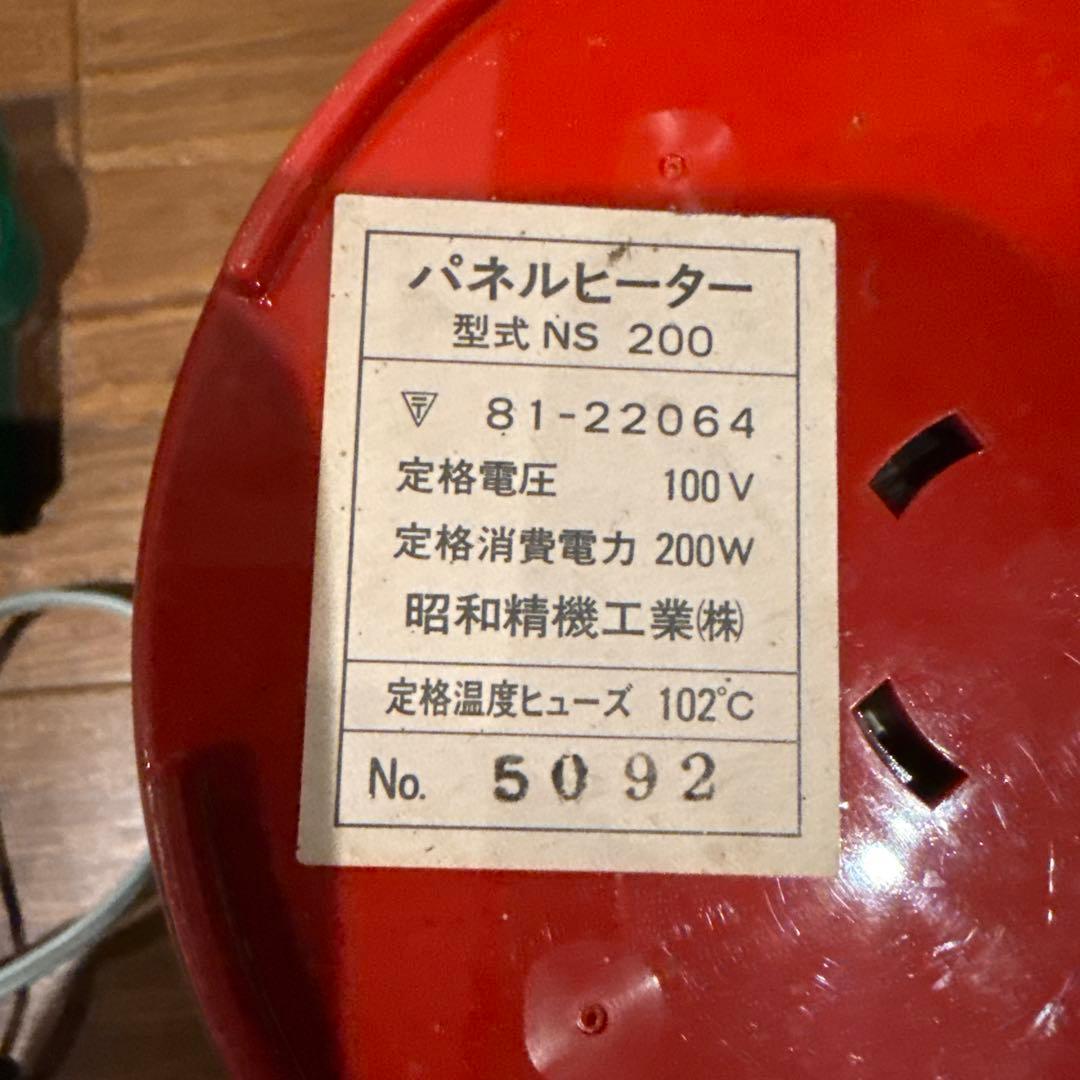 パネルヒーター
型式 NS 200
〒 81-22064
定格電圧 100V
定格消費電力 200W
昭和精機工業㈱
定格温度ヒューズ 102℃
No. 5092